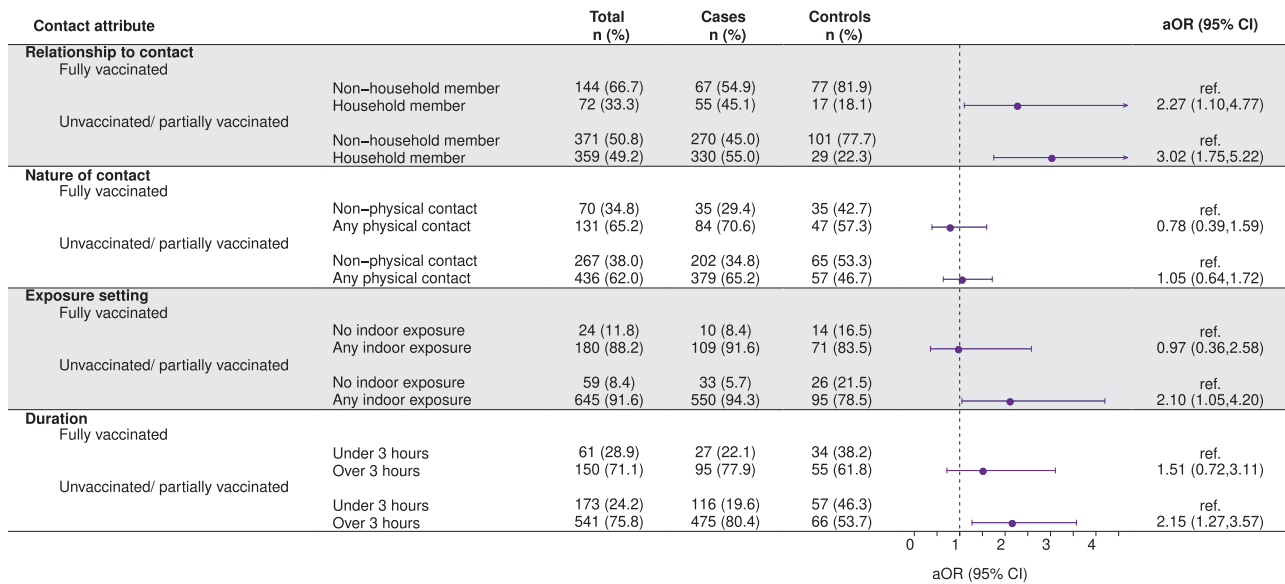 Contact attribute Total n (%) Cases n (%) Controls n (%) aOR (95% CI)
Relationship to contact
Fully vaccinated
Non−household member 144 (66.7) 67 (54.9) 77 (81.9) ref.
Household member 72 (33.3) 55 (45.1) 17 (18.1) 2.27 (1.10,4.77)
Unvaccinated/ partially vaccinated
Non−household member 371 (50.8) 270 (45.0) 101 (77.7) ref.
Household member 359 (49.2) 330 (55.0) 29 (22.3) 3.02 (1.75,5.22)
Nature of contact
Fully vaccinated
Non−physical contact 70 (34.8) 35 (29.4) 35 (42.7) ref.
Any physical contact 131 (65.2) 84 (70.6) 47 (57.3) 0.78 (0.39,1.59)
Unvaccinated/ partially vaccinated
Non−physical contact 267 (38.0) 202 (34.8) 65 (53.3) ref.
Any physical contact 436 (62.0) 379 (65.2) 57 (46.7) 1.05 (0.64,1.72)
Exposure setting
Fully vaccinated
No indoor exposure 24 (11.8) 10 (8.4) 14 (16.5) ref.
Any indoor exposure 180 (88.2) 109 (91.6) 71 (83.5) 0.97 (0.36,2.58)
Unvaccinated/ partially vaccinated
No indoor exposure 59 (8.4) 33 (5.7) 26 (21.5) ref.
Any indoor exposure 645 (91.6) 550 (94.3) 95 (78.5) 2.10 (1.05,4.20)
Duration
Fully vaccinated
Under 3 hours 61 (28.9) 27 (22.1) 34 (38.2) ref.
Over 3 hours 150 (71.1) 95 (77.9) 55 (61.8) 1.51 (0.72,3.11)
Unvaccinated/ partially vaccinated
Under 3 hours 173 (24.2) 116 (19.6) 57 (46.3) ref.
Over 3 hours 541 (75.8) 475 (80.4) 66 (53.7) 2.15 (1.27,3.57)
0 1 2 3 4
aOR (95% CI)